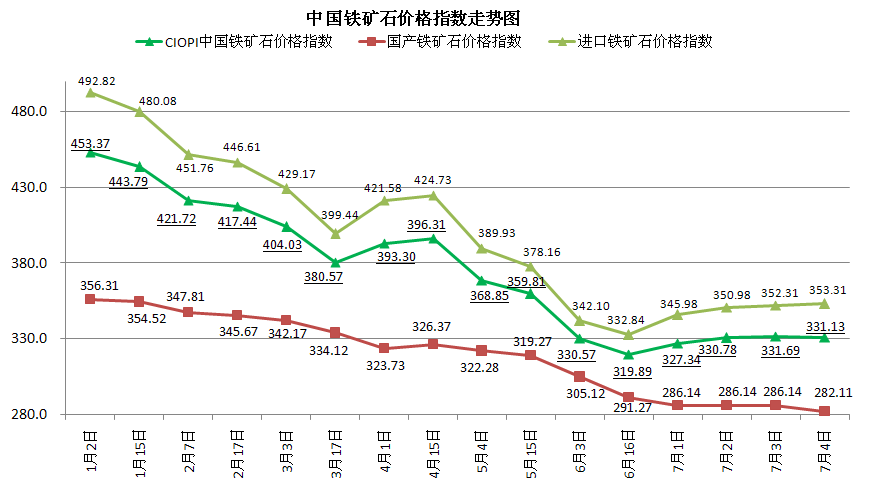 中国铁矿石价格指数走势图
CIOPI中国铁矿石价格指数 国产铁矿石价格指数 进口铁矿石价格指数
480.0
430.0
380.0
330.0
280.0
492.82 480.08 451.76 446.61 429.17 399.44 421.58 424.73 389.93 378.16 342.10 332.84 345.98 350.98 352.31 353.31
453.37 443.79 421.72 417.44 404.03 380.57 393.30 396.31 368.85 359.81 330.57 319.89 327.34 330.78 331.69 331.13
356.31 354.52 347.81 345.67 342.17 334.12 323.73 326.37 322.28 319.27 305.12 291.27 286.14 286.14 286.14 282.11
1月2日 1月15日 2月7日 2月17日 3月3日 3月17日 4月1日 4月15日 5月4日 5月15日 6月3日 6月16日 7月1日 7月2日 7月3日 7月4日